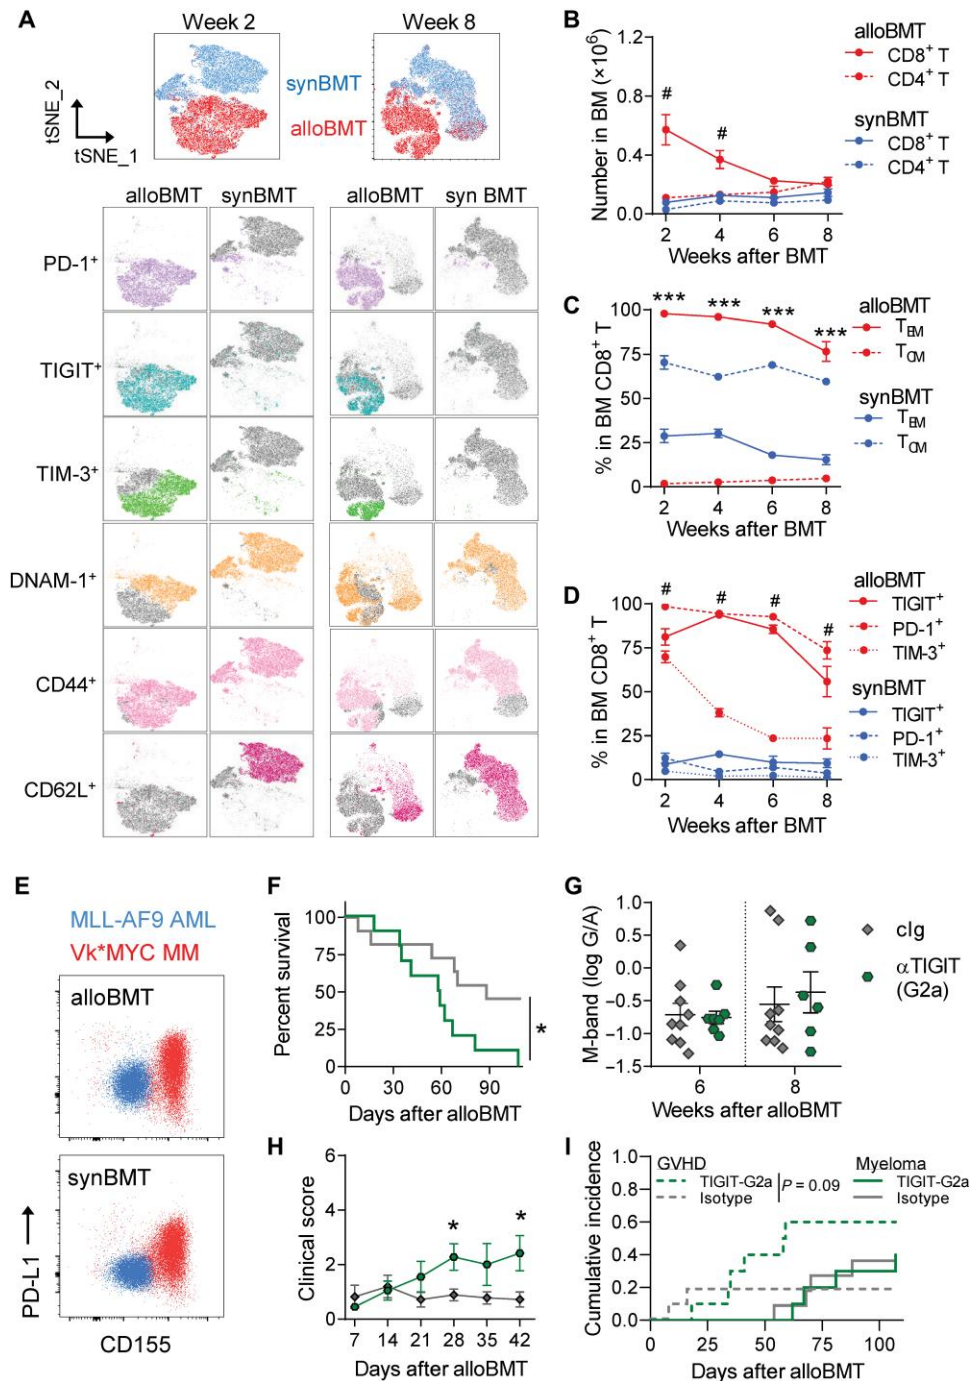 A
Week 2
Week 8
synBMT
alloBMT
tSNE_2
tSNE_1
alloBMT synBMT
alloBMT syn BMT
PD-1⁺
TIGIT⁺
TIM-3⁺
DNAM-1⁺
CD44⁺
CD62L⁺
B
Number in BM (×10⁶)
1.2
0.8
0.4
0.0
2 4 6 8
Weeks after BMT
#
#
alloBMT
CD8⁺ T
CD4⁺ T
synBMT
CD8⁺ T
CD4⁺ T
C
% in BM CD8⁺ T
100
75
50
25
0
2 4 6 8
Weeks after BMT
*** *** *** ***
alloBMT
T_EM
T_CM
synBMT
T_EM
T_CM
D
% in BM CD8⁺ T
100
75
50
25
0
2 4 6 8
Weeks after BMT
# # # #
alloBMT
TIGIT⁺
PD-1⁺
TIM-3⁺
synBMT
TIGIT⁺
PD-1⁺
TIM-3⁺
E
MLL-AF9 AML
Vk*MYC MM
alloBMT
synBMT
PD-L1
CD155
F
Percent survival
100
75
50
25
0
0 30 60 90
Days after alloBMT
*
G
M-band (log G/A)
1.0
0.5
0.0
−0.5
−1.0
−1.5
6 8
Weeks after alloBMT
cIg
αTIGIT
(G2a)
H
Clinical score
6
4
2
0
7 14 21 28 35 42
Days after alloBMT
* *
I
Cumulative incidence
1.0
0.8
0.6
0.4
0.2
0.0
0 25 50 75 100
Days after alloBMT
GVHD
TIGIT-G2a
Isotype
P = 0.09
Myeloma
TIGIT-G2a
Isotype